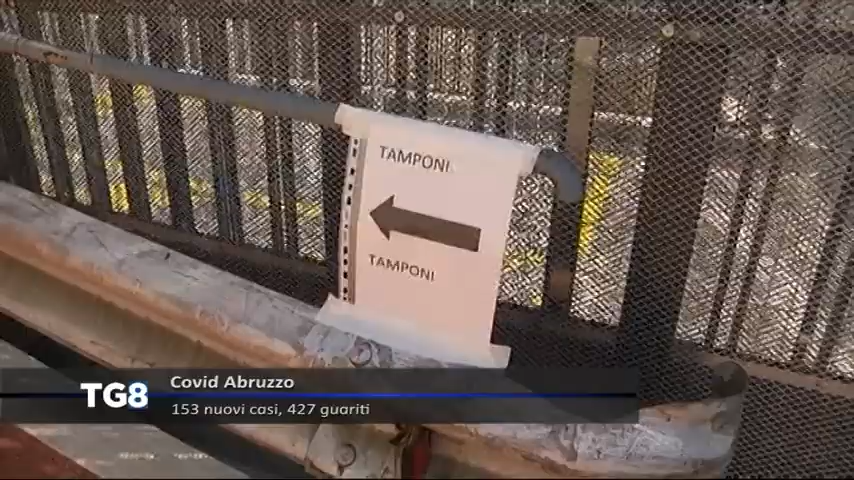 TAMPONI
TAMPONI
TG8
Covid Abruzzo
153 nuovi casi, 427 guariti